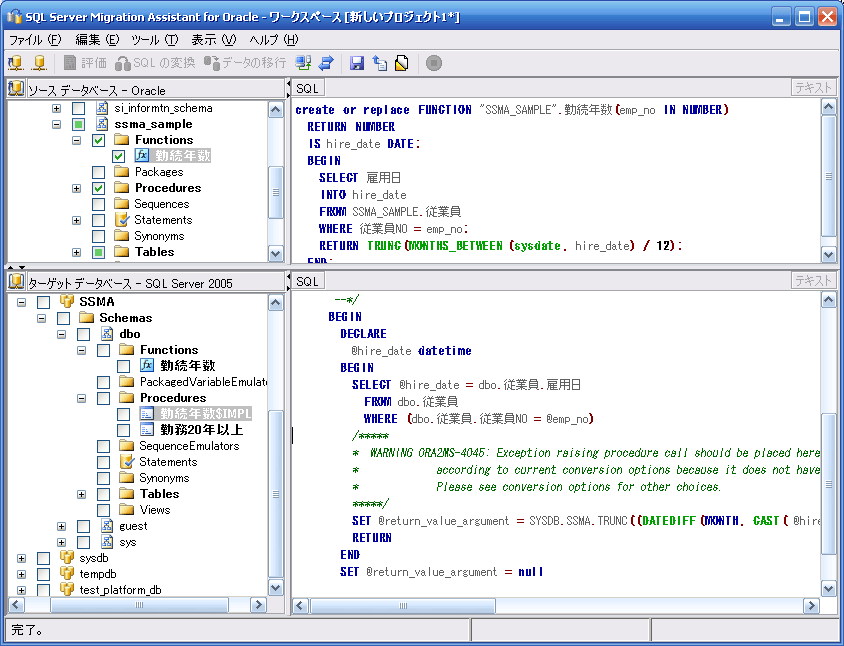 SQL Server Migration Assistant for Oracle - ワークスペース [新しいプロジェクト1*]
ファイル (F) 編集 (E) ツール (T) 表示 (V) ヘルプ (H)
評価 SQL の変換 データの移行
ソース データベース - Oracle
si_informtn_schema
ssma_sample
Functions
勤続年数
Packages
Procedures
Sequences
Statements
Synonyms
Tables
SQL テキスト
create or replace FUNCTION "SSMA_SAMPLE".勤続年数(emp_no IN NUMBER)
RETURN NUMBER
IS hire_date DATE;
BEGIN
SELECT 雇用日
INTO hire_date
FROM SSMA_SAMPLE.従業員
WHERE 従業員NO = emp_no;
RETURN TRUNC(MONTHS_BETWEEN (sysdate, hire_date) / 12);
END;
ターゲット データベース - SQL Server 2005
SSMA
Schemas
dbo
Functions
勤続年数
PackagedVariableEmulat
Procedures
勤続年数$IMPL
勤務20年以上
SequenceEmulators
Statements
Synonyms
Tables
Views
guest
sys
sysdb
tempdb
test_platform_db
SQL テキスト
--*/
BEGIN
DECLARE
@hire_date datetime
BEGIN
SELECT @hire_date = dbo.従業員.雇用日
FROM dbo.従業員
WHERE (dbo.従業員.従業員NO = @emp_no)
/*****
* WARNING ORA2MS-4045: Exception raising procedure call should be placed here
* according to current conversion options because it does not have
* Please see conversion options for other choices.
*****/
SET @return_value_argument = SYSDB.SSMA.TRUNC((DATEDIFF(MONTH, CAST( @hire
RETURN
END
SET @return_value_argument = null
完了。